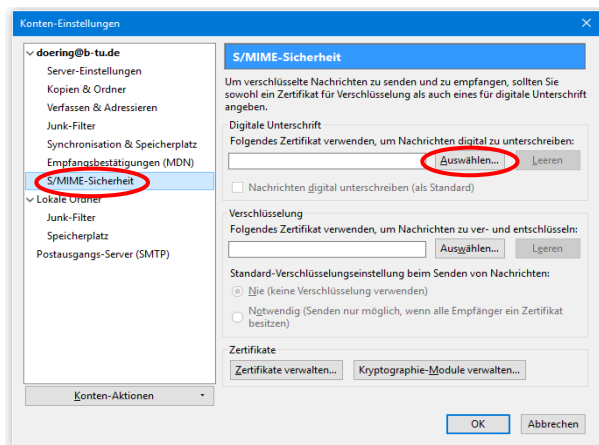 Konten-Einstellungen
doering@b-tu.de
Server-Einstellungen
Kopien & Ordner
Verfassen & Adressieren
Junk-Filter
Synchronisation & Speicherplatz
Empfangsbestätigungen (MDN)
S/MIME-Sicherheit
Lokale Ordner
Junk-Filter
Speicherplatz
Postausgangs-Server (SMTP)
Konten-Aktionen
S/MIME-Sicherheit
Um verschlüsselte Nachrichten zu senden und zu empfangen, sollten Sie
sowohl ein Zertifikat für Verschlüsselung als auch eines für digitale Unterschrift
angeben.
Digitale Unterschrift
Folgendes Zertifikat verwenden, um Nachrichten digital zu unterschreiben:
Auswählen... Leeren
Nachrichten digital unterschreiben (als Standard)
Verschlüsselung
Folgendes Zertifikat verwenden, um Nachrichten zu ver- und entschlüsseln:
Auswählen... Leeren
Standard-Verschlüsselungseinstellung beim Senden von Nachrichten:
Nie (keine Verschlüsselung verwenden)
Notwendig (Senden nur möglich, wenn alle Empfänger ein Zertifikat
besitzen)
Zertifikate
Zertifikate verwalten... Kryptographie-Module verwalten...
OK Abbrechen